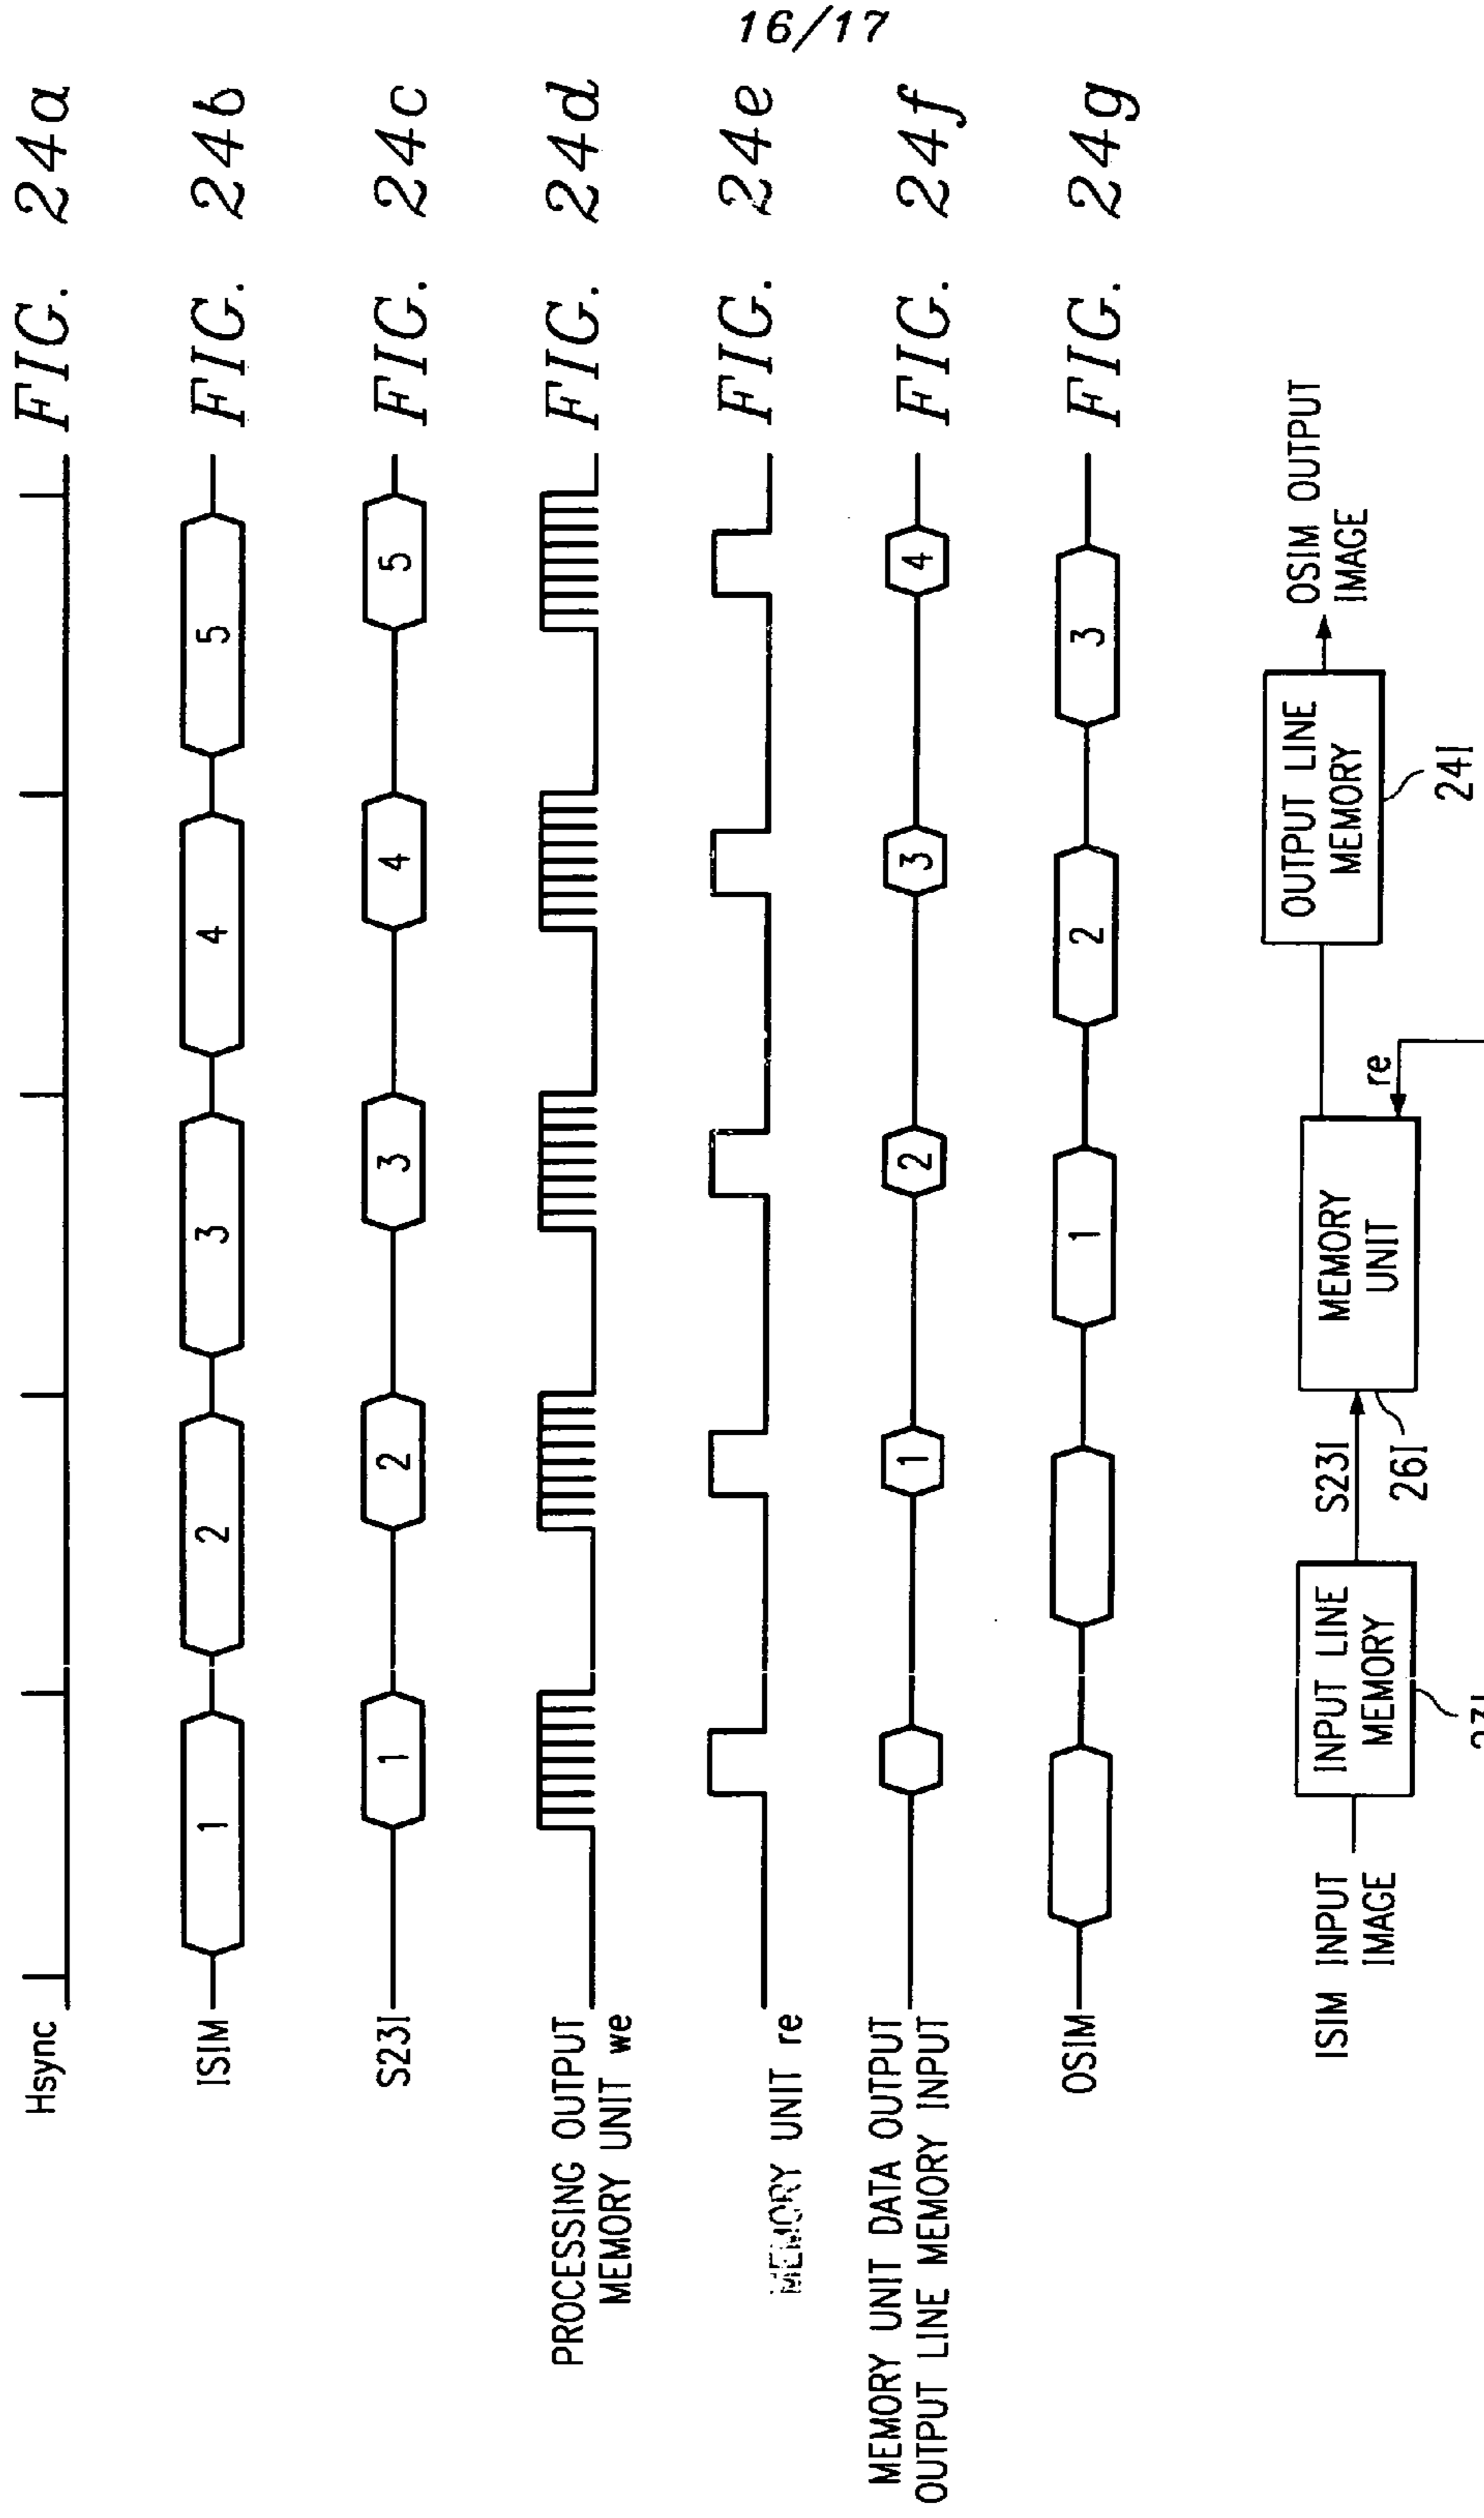 16/17
Hsync
FIG. 24a
ISIM
1
2
3
4
5
FIG. 24b
S231
1
2
3
4
5
FIG. 24c
PROCESSING OUTPUT
MEMORY UNIT we
FIG. 24d
MEMORY UNIT re
FIG. 24e
MEMORY UNIT DATA OUTPUT
OUTPUT LINE MEMORY INPUT
1
2
3
4
FIG. 24f
OSIM
1
2
3
FIG. 24g
ISIM INPUT
IMAGE
INPUT LINE
MEMORY
S231
261
MEMORY
UNIT
re
OUTPUT LINE
MEMORY
241
OSIM OUTPUT
IMAGE